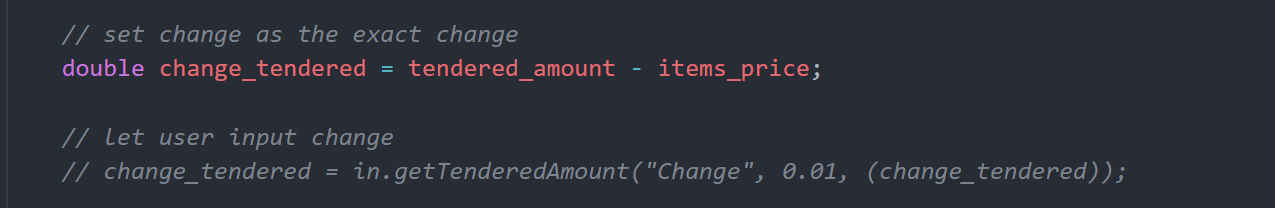 // set change as the exact change
double change_tendered = tendered_amount - items_price;
// let user input change
// change_tendered = in.getTenderedAmount("Change", 0.01, (change_tendered));